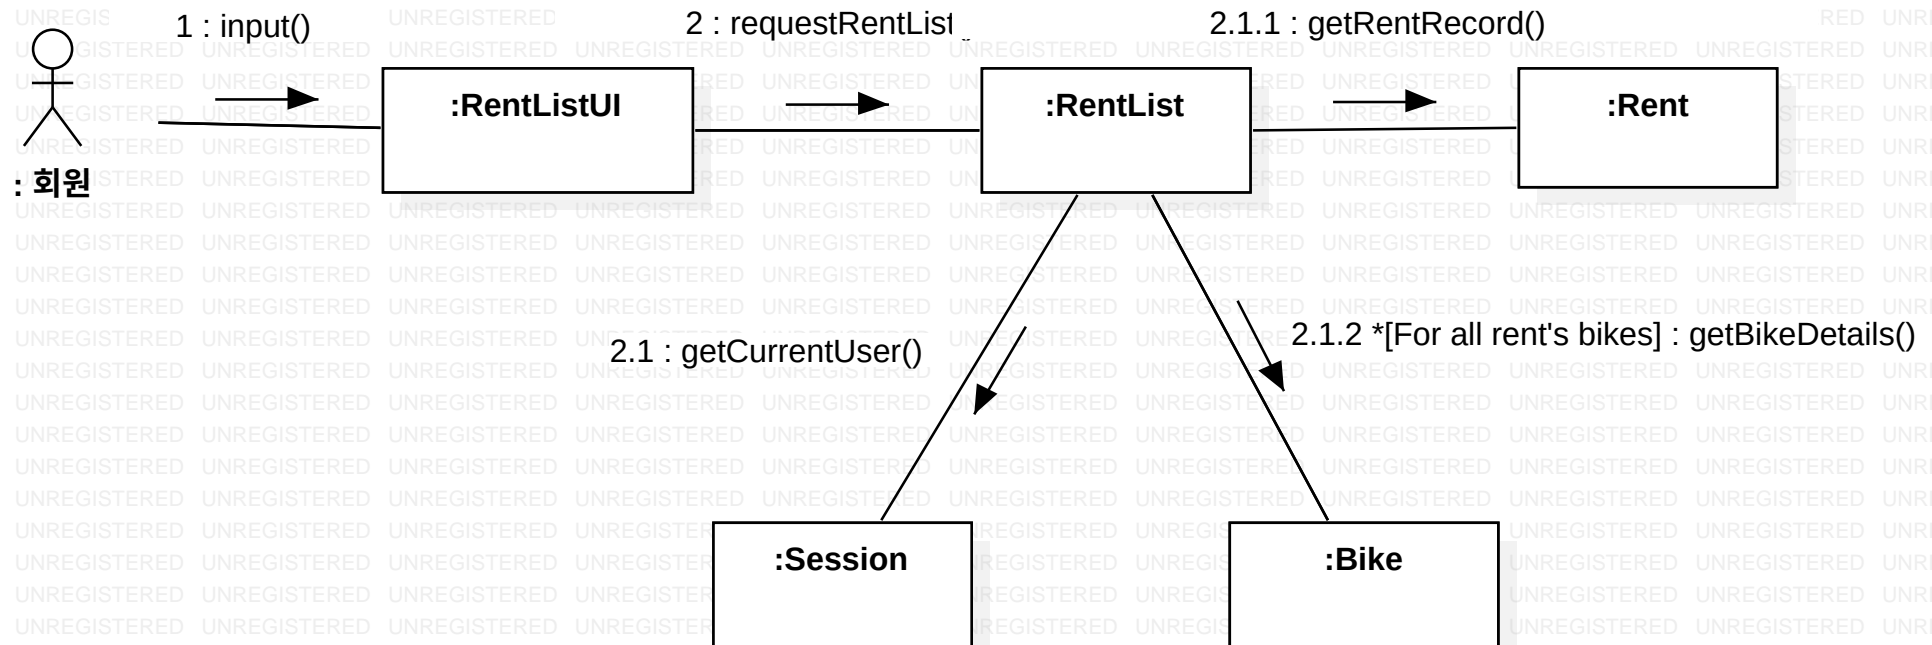 1 : input()
2 : requestRentList
2.1.1 : getRentRecord()
:RentListUI
:RentList
:Rent
: 회원
2.1 : getCurrentUser()
2.1.2 *[For all rent's bikes] : getBikeDetails()
:Session
:Bike
UNREGISTERED